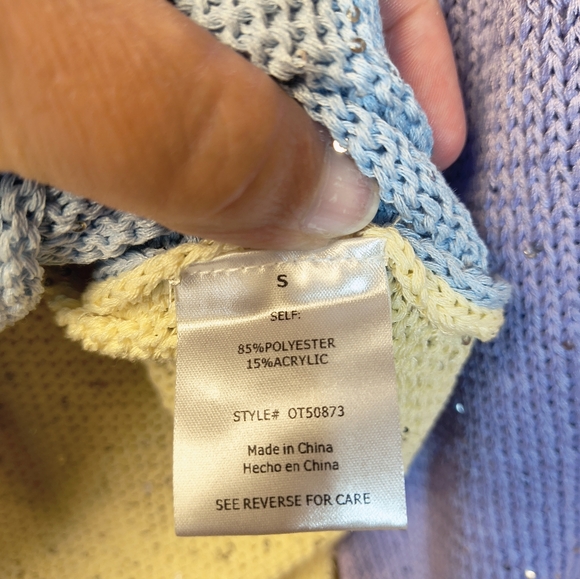 S
SELF:
85%POLYESTER
15%ACRYLIC
STYLE# OT50873
Made in China
Hecho en China
SEE REVERSE FOR CARE